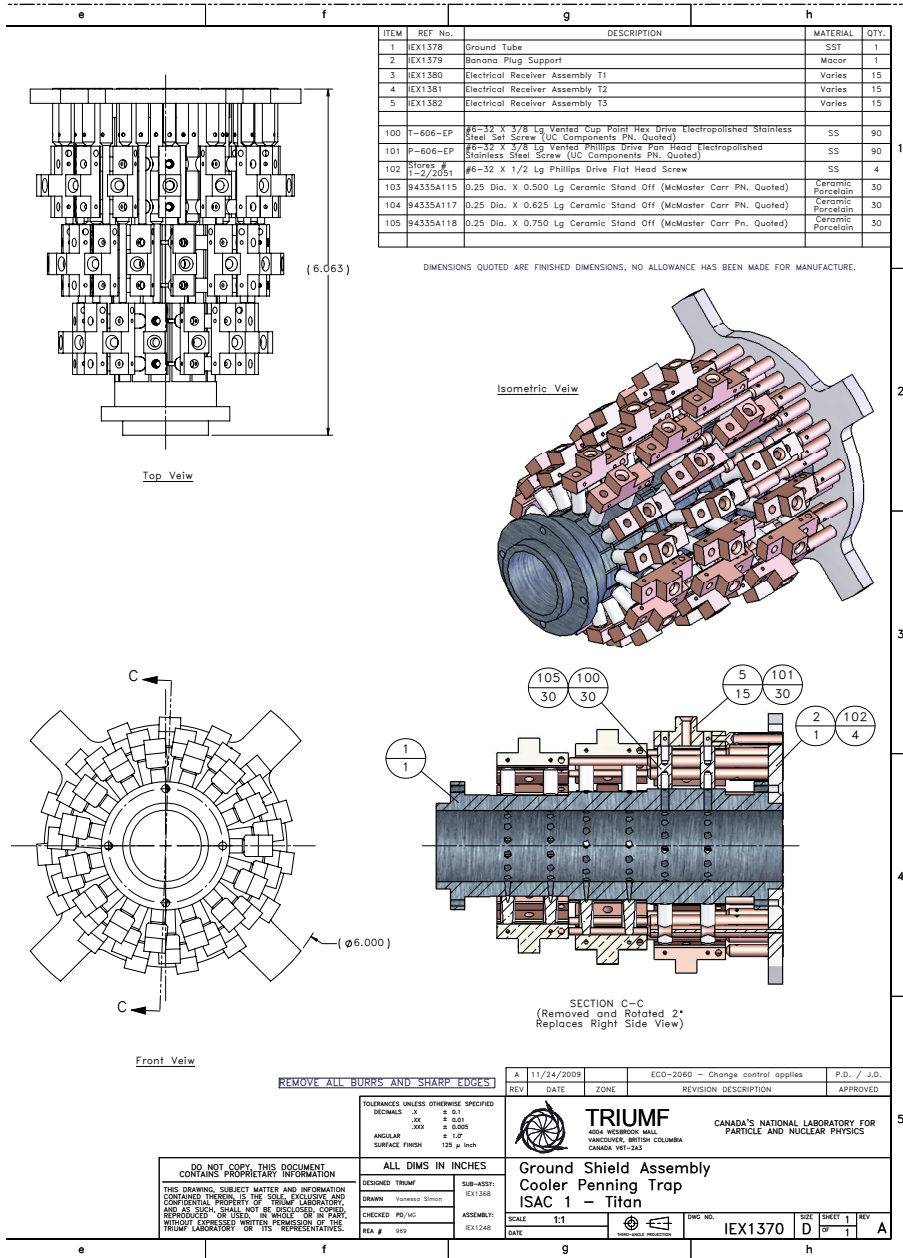 e f g h
ITEM REF No. DESCRIPTION MATERIAL QTY.
1 IEX1378 Ground Tube SST 1
2 IEX1379 Banana Plug Support Macor 1
3 IEX1380 Electrical Receiver Assembly T1 Varies 15
4 IEX1381 Electrical Receiver Assembly T2 Varies 15
5 IEX1382 Electrical Receiver Assembly T3 Varies 15
100 T-606-EP #6-32 X 3/8 Lg Vented Cup Point Hex Drive Electropolished Stainless SS 90
Steel Set Screw (UC Components PN. Quoted)
101 P-606-EP #6-32 X 3/8 Lg Vented Phillips Drive Pan Head Electropolished SS 90
Stainless Steel Screw (UC Components PN. Quoted)
102 Stores # 1-2/2051 #6-32 X 1/2 Lg Phillips Drive Flat Head Screw SS 4
103 94335A115 0.25 Dia. X 0.500 Lg Ceramic Stand Off (McMaster Carr PN. Quoted) Ceramic Porcelain 30
104 94335A117 0.25 Dia. X 0.625 Lg Ceramic Stand Off (McMaster Carr PN. Quoted) Ceramic Porcelain 30
105 94335A118 0.25 Dia. X 0.750 Lg Ceramic Stand Off (McMaster Carr Pn. Quoted) Ceramic Porcelain 30
1
DIMENSIONS QUOTED ARE FINISHED DIMENSIONS, NO ALLOWANCE HAS BEEN MADE FOR MANUFACTURE.
(6.063)
Isometric Veiw
2
Top Veiw
3
C
105 100
30 30
5 101
15 30
2 102
1 4
1
1
4
(ø6.000)
C
SECTION C-C
(Removed and Rotated 2°
Replaces Right Side View)
Front Veiw
REMOVE ALL BURRS AND SHARP EDGES
A 11/24/2009 ECO-2060 - Change control applies P.D. / J.D.
REV DATE ZONE REVISION DESCRIPTION APPROVED
5
TOLERANCES UNLESS OTHERWISE SPECIFIED
DECIMALS .X ± 0.1
.XX ± 0.01
.XXX ± 0.005
ANGULAR ± 1.0°
SURFACE FINISH 125 µ Inch
TRIUMF
4004 WESBROOK MALL
VANCOUVER, BRITISH COLUMBIA
CANADA V6T-2A3
CANADA'S NATIONAL LABORATORY FOR
PARTICLE AND NUCLEAR PHYSICS
DO NOT COPY, THIS DOCUMENT
CONTAINS PROPRIETARY INFORMATION
THIS DRAWING, SUBJECT MATTER AND INFORMATION
CONTAINED THEREIN, IS THE SOLE, EXCLUSIVE AND
CONFIDENTIAL PROPERTY OF TRIUMF LABORATORY,
AND AS SUCH, SHALL NOT BE DISCLOSED, COPIED,
REPRODUCED OR USED, IN WHOLE OR IN PART,
WITHOUT EXPRESSED WRITTEN PERMISSION OF THE
TRIUMF LABORATORY OR ITS REPRESENTATIVES.
ALL DIMS IN INCHES
DESIGNED TRIUMF
DRAWN Vanessa Simon
CHECKED PD/MG
REA # 969
SUB-ASSY:
IEX1368
ASSEMBLY:
IEX1248
Ground Shield Assembly
Cooler Penning Trap
ISAC 1 - Titan
SCALE 1:1
DATE
THIRD-ANGLE PROJECTION
DWG NO. IEX1370
SIZE D
SHEET 1 OF 1
REV A
e f g h